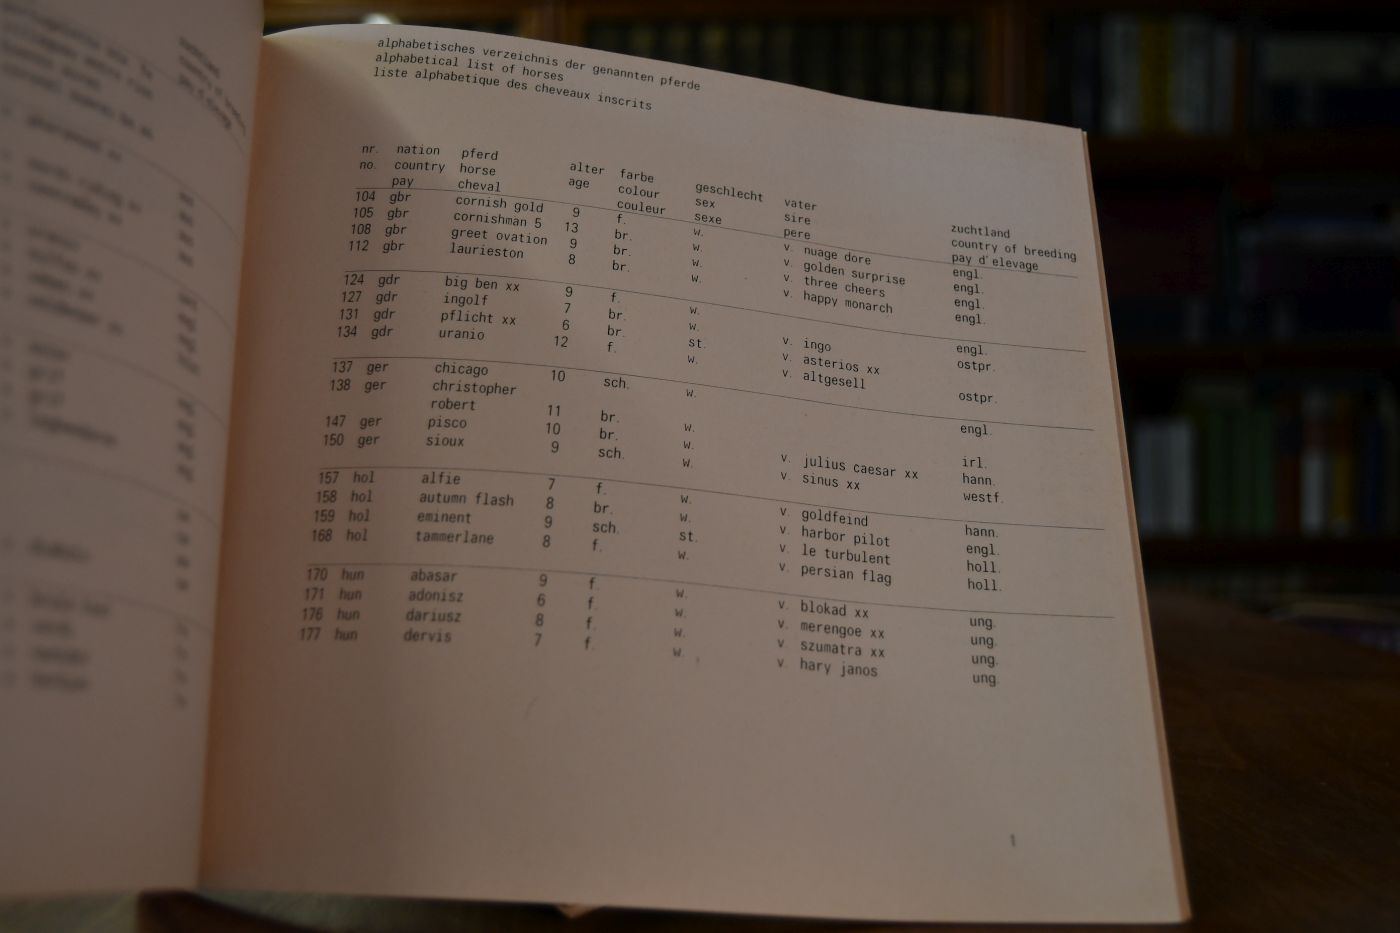 alphabetisches verzeichnis der genannten pferde
alphabetical list of horses
liste alphabetique des cheveaux inscrits
nr. nation pferd alter farbe geschlecht vater zuchtland
no. country horse age colour sex sire country of breeding
pay cheval couleur sexe pere pay d'elevage
104 gbr cornish gold 9 f. w. v. nuage dore engl.
105 gbr cornishman 5 13 br. w. v. golden surprise engl.
108 gbr greet ovation 9 br. w. v. three cheers engl.
112 gbr laurieston 8 br. w. v. happy monarch engl.
124 gdr big ben xx 9 f. w. engl.
127 gdr ingolf 7 br. w. v. ingo ostpr.
131 gdr pflicht xx 6 br. st. v. asterios xx
134 gdr uranio 12 f. w. v. altgesell ostpr.
137 ger chicago 10 sch. w. engl.
138 ger christopher
robert 11 br. w. irl.
147 ger pisco 10 br. w. v. julius caesar xx hann.
150 ger sioux 9 sch. w. v. sinus xx westf.
157 hol alfie 7 f. w. v. goldfeind hann.
158 hol autumn flash 8 br. w. v. harbor pilot engl.
159 hol eminent 9 sch. st. v. le turbulent holl.
168 hol tammerlane 8 f. w. v. persian flag holl.
170 hun abasar 9 f. w. v. blokad xx ung.
171 hun adonisz 6 f. w. v. merengoe xx ung.
176 hun dariusz 8 f. w. v. szumatra xx ung.
177 hun dervis 7 f. w. v. hary janos ung.
1